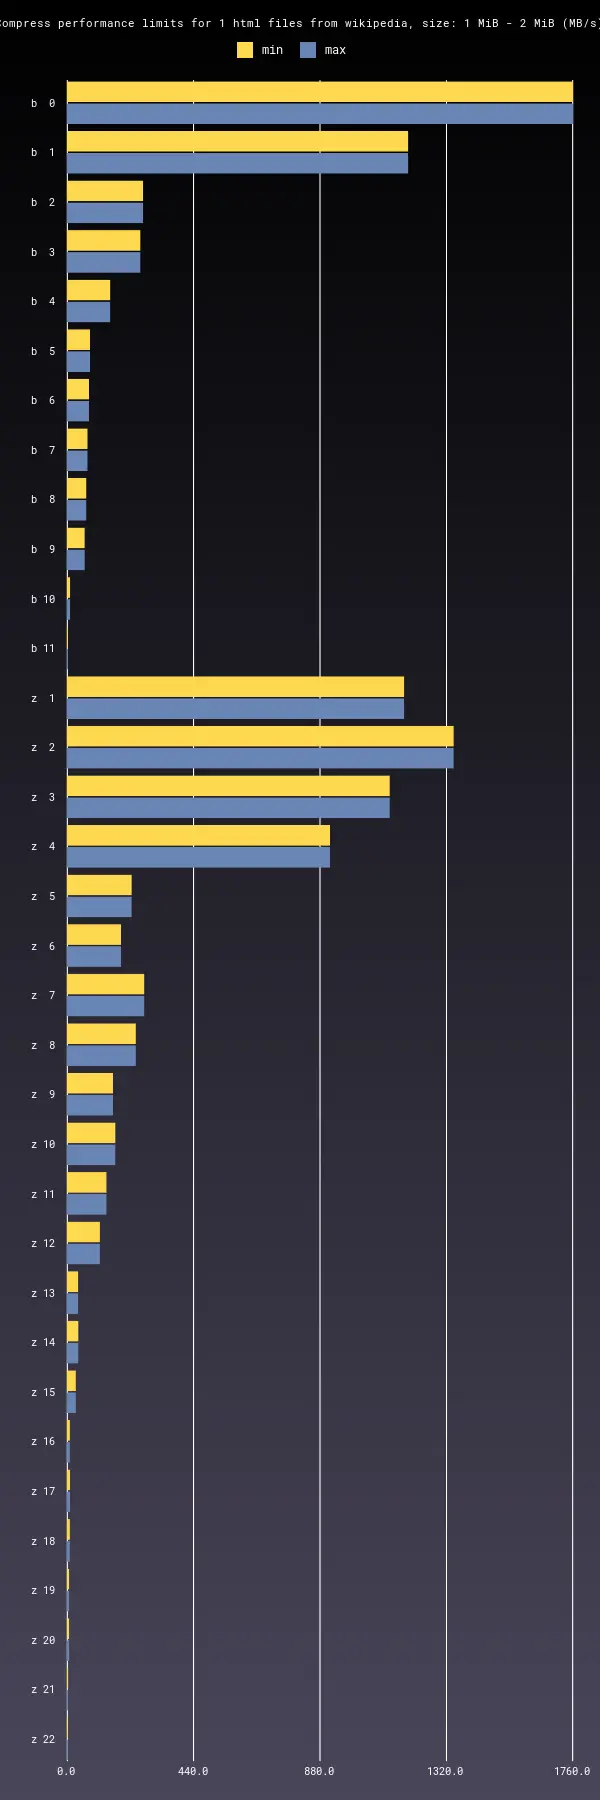 Compress performance limits for 1 html files from wikipedia, size: 1 MiB - 2 MiB (MB/s)
min max
b 0
b 1
b 2
b 3
b 4
b 5
b 6
b 7
b 8
b 9
b 10
b 11
z 1
z 2
z 3
z 4
z 5
z 6
z 7
z 8
z 9
z 10
z 11
z 12
z 13
z 14
z 15
z 16
z 17
z 18
z 19
z 20
z 21
z 22
0.0 440.0 880.0 1320.0 1760.0